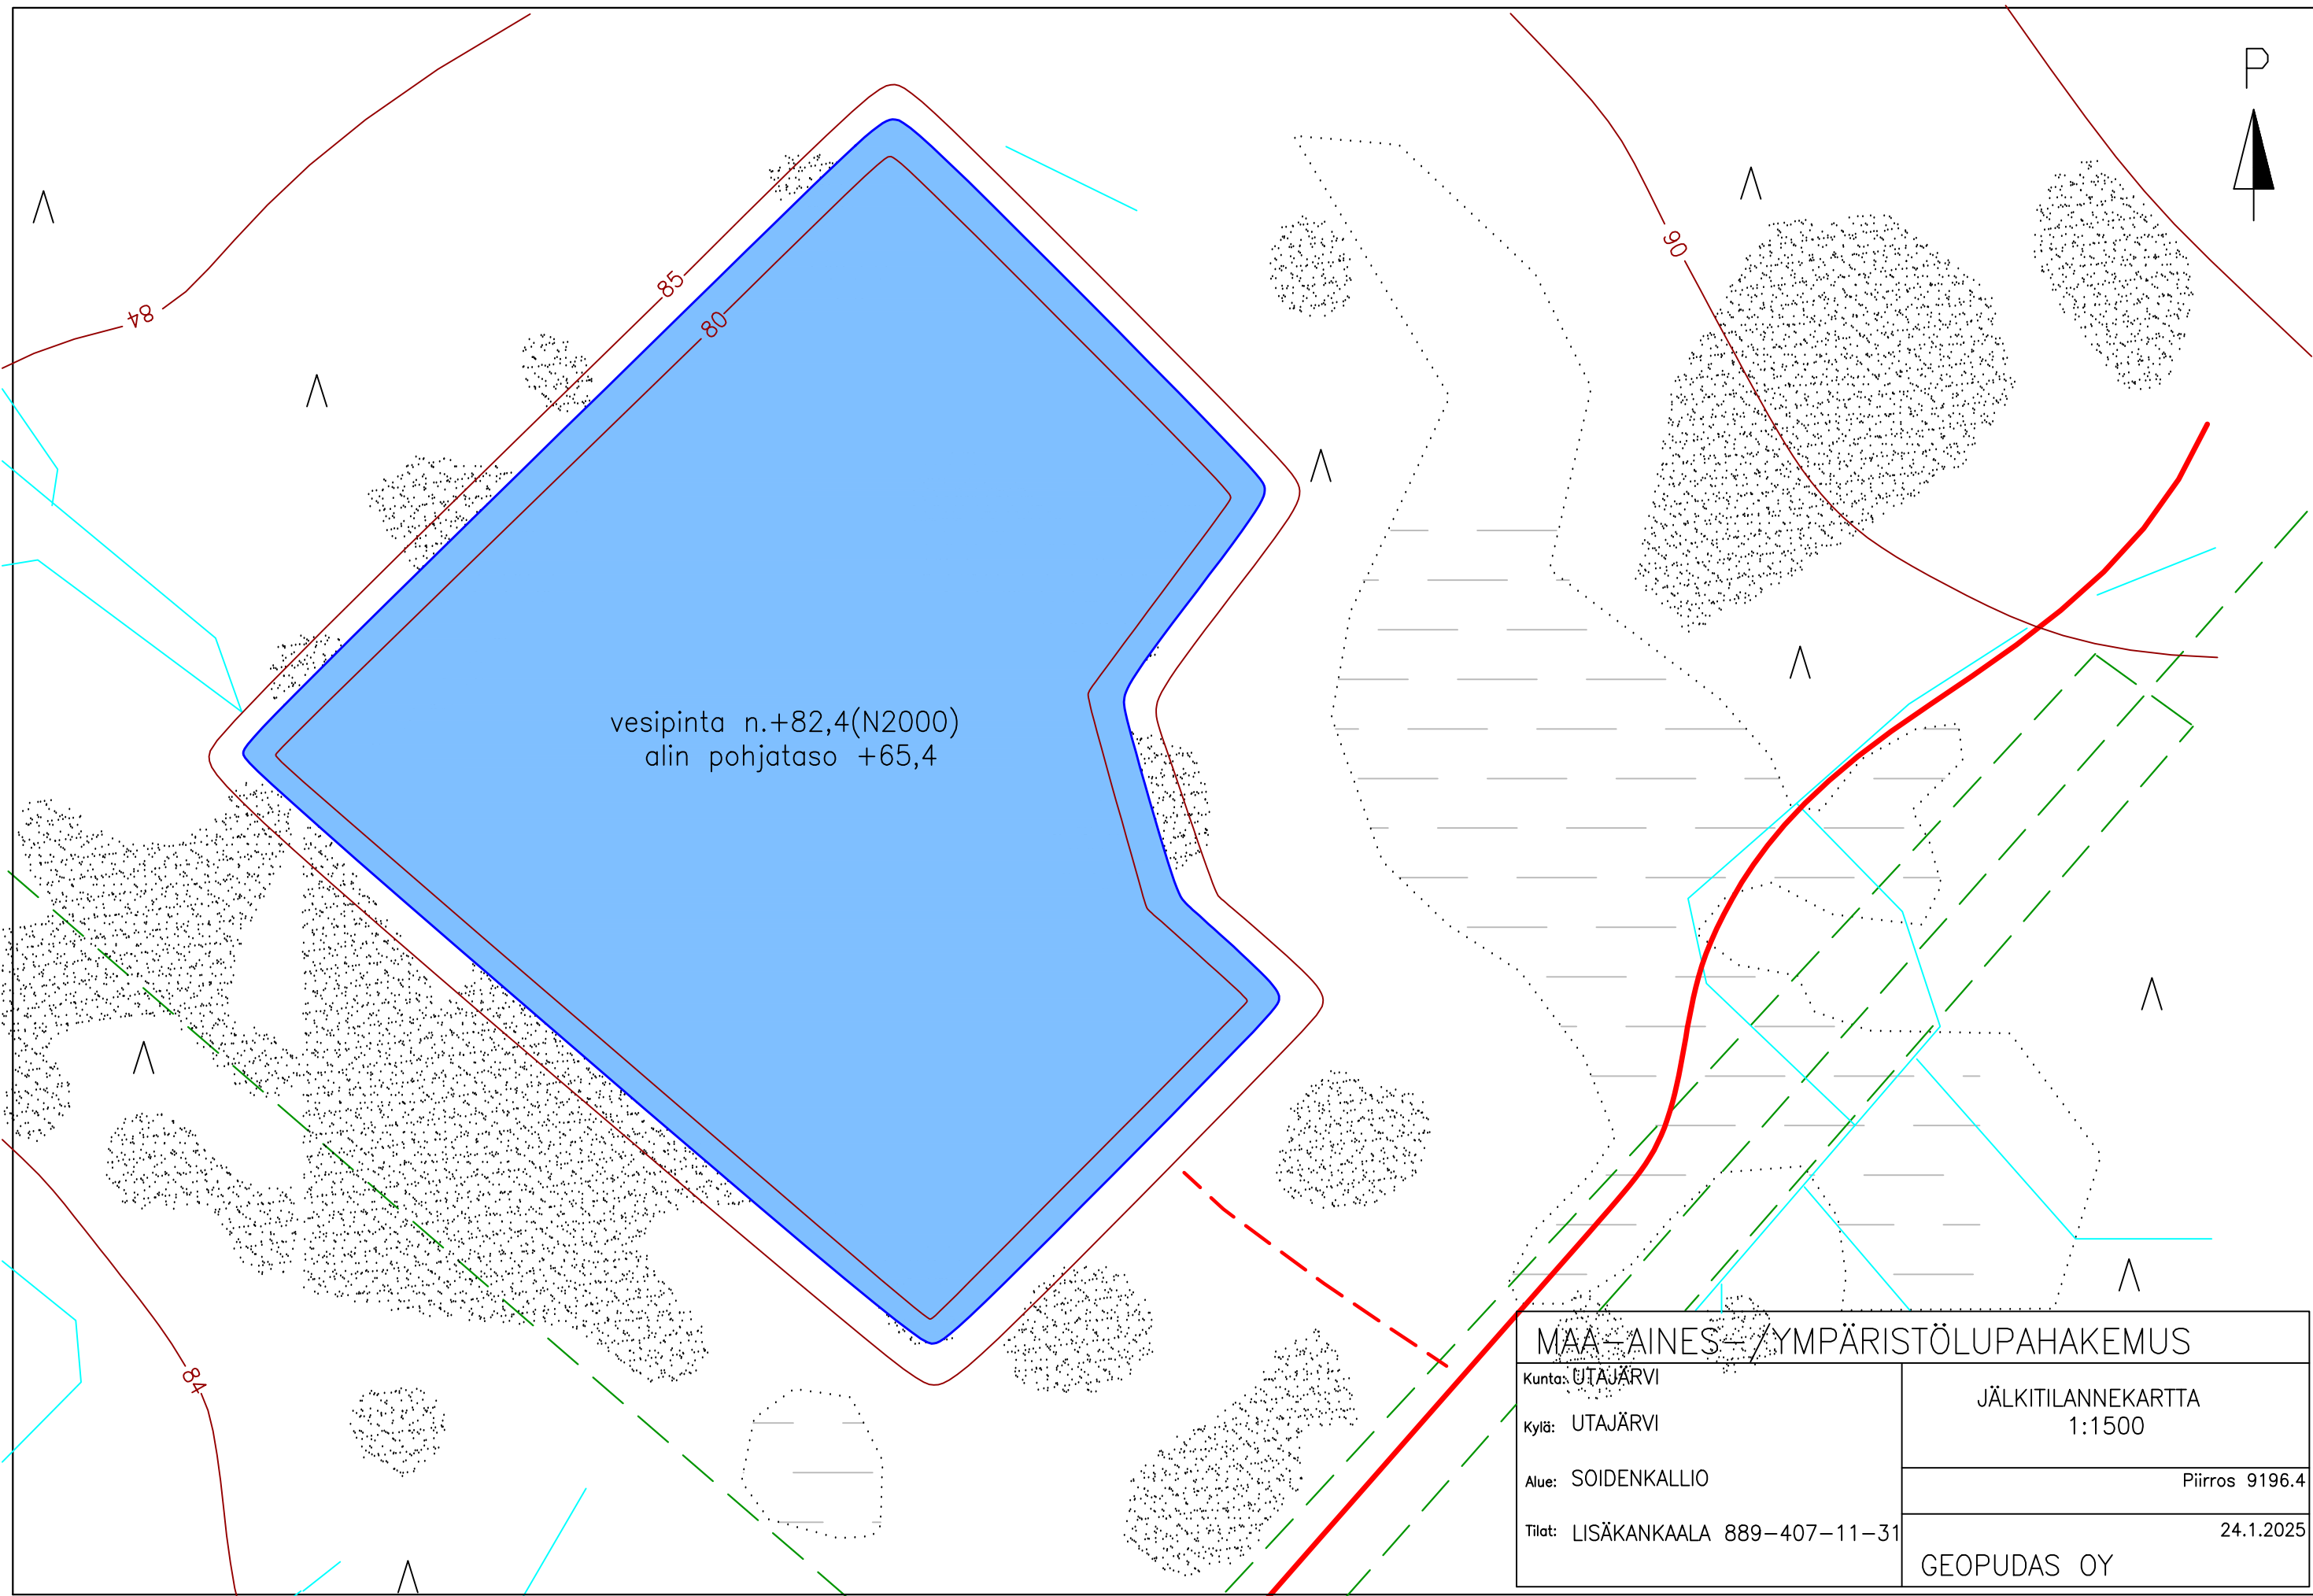 P
90
84
85
80
vesipinta n.+82,4(N2000)
alin pohjataso +65,4
84
MAA-AINES-/YMPÄRISTÖLUPAHAKEMUS
Kunta: UTAJÄRVI
Kylä: UTAJÄRVI
Alue: SOIDENKALLIO
Tilat: LISÄKANKAALA 889-407-11-31
JÄLKITILANNEKARTTA
1:1500
Piirros 9196.4
24.1.2025
GEOPUDAS OY